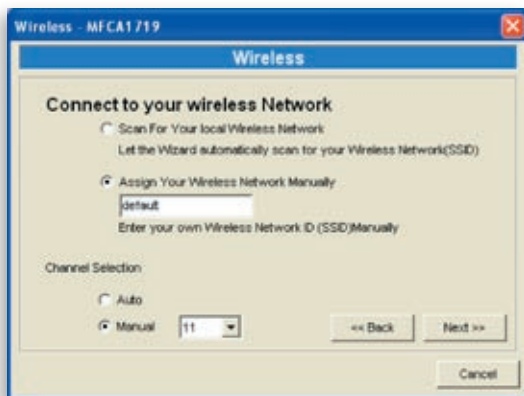 Wireless - MFCA1719
Wireless
Connect to your wireless Network
Scan For Your local Wireless Network
Let the Wizard automatically scan for your Wireless Network(SSID)
Assign Your Wireless Network Manually
default
Enter your own Wireless Network ID (SSID)Manually
Channel Selection
Auto
Manual 11 << Back Next >>
Cancel